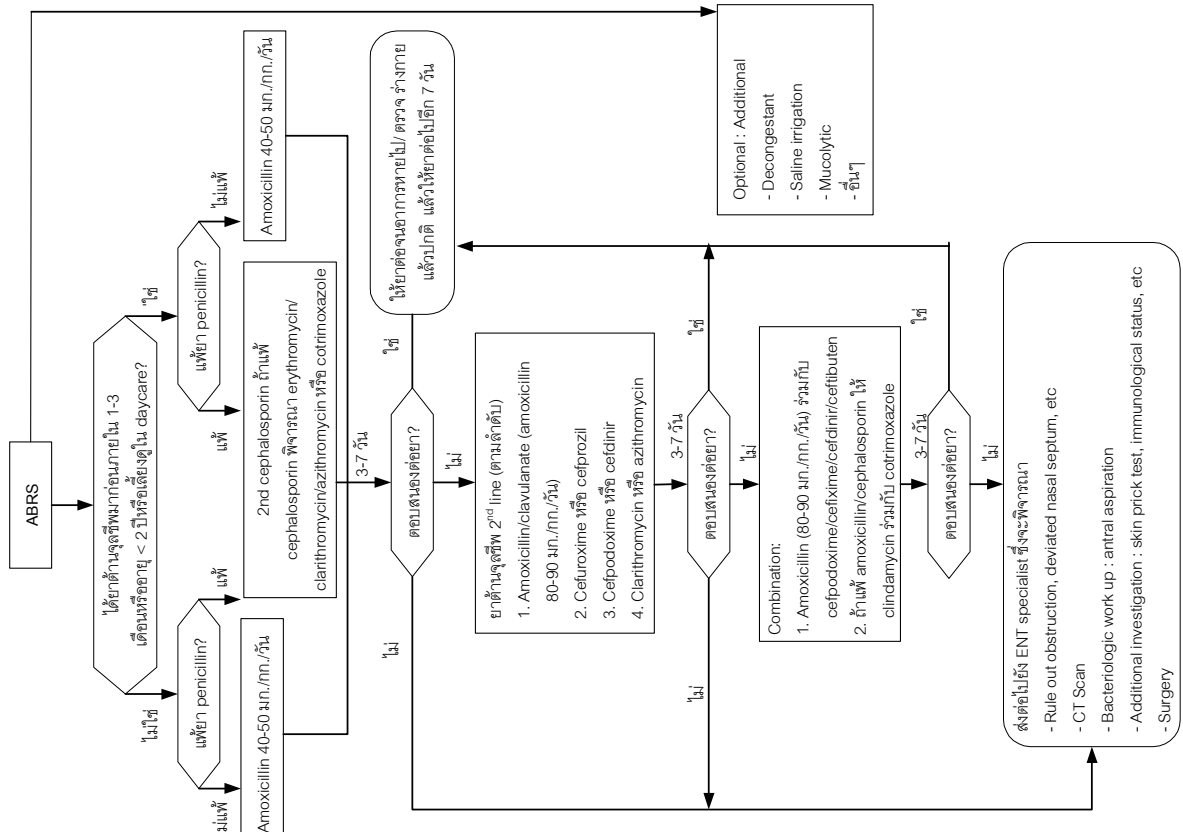 ABRS
ได้ยาต้านจุลชีพมาก่อนภายใน 1-3
เดือนหรืออายุ < 2 ปีหรือเลี้ยงดูใน daycare?
ไม่ใช่
ใช่
แพ้ยา penicillin?
แพ้ยา penicillin?
ไม่แพ้
แพ้
แพ้
ไม่แพ้
Amoxicillin 40-50 มก./กก./วัน
2nd cephalosporin ถ้าแพ้
cephalosporin พิจารณา erythromycin/
clarithromycin/azithromycin หรือ cotrimoxazole
Amoxicillin 40-50 มก./กก./วัน
3-7 วัน
ตอบสนองต่อยา?
ไม่
ใช่
ไม่
ให้ยาต่อจนอาการหายไป/ ตรวจ ร่างกาย
แล้วปกติ แล้วให้ยาต่อไปอีก 7 วัน
ยาต้านจุลชีพ 2nd line (ตามลำดับ)
1. Amoxicillin/clavulanate (amoxicillin
80-90 มก./กก./วัน)
2. Cefuroxime หรือ cefprozil
3. Cefpodoxime หรือ cefdinir
4. Clarithromycin หรือ azithromycin
3-7 วัน
ตอบสนองต่อยา?
ไม่
ใช่
ไม่
Combination:
1. Amoxicillin (80-90 มก./กก./วัน) ร่วมกับ
cefpodoxime/cefixime/cefdinir/ceftibuten
2. ถ้าแพ้ amoxicillin/cephalosporin ให้
clindamycin ร่วมกับ cotrimoxazole
3-7 วัน
ตอบสนองต่อยา?
ใช่
ไม่
Optional : Additional
- Decongestant
- Saline irrigation
- Mucolytic
- อื่นๆ
ส่งต่อไปยัง ENT specialist ซึ่งจะพิจารณา
- Rule out obstruction, deviated nasal septum, etc
- CT Scan
- Bacteriologic work up : antral aspiration
- Additional investigation : skin prick test, immunological status, etc
- Surgery